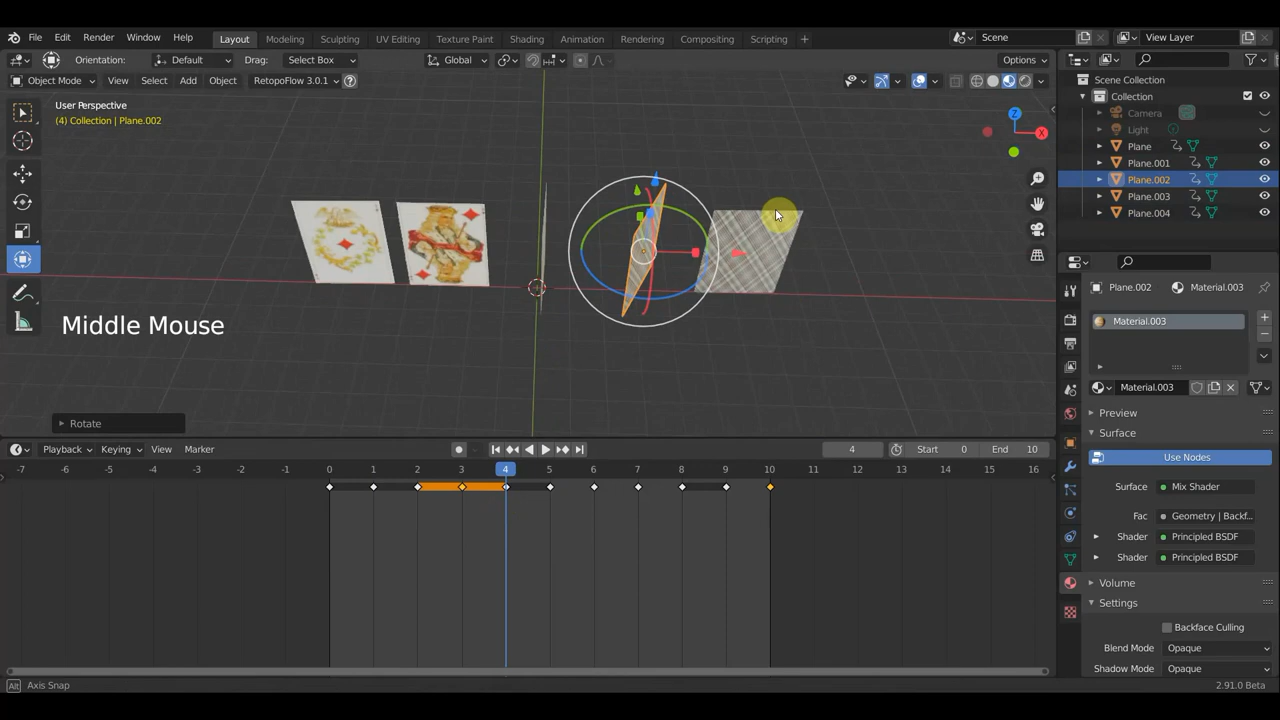 File Edit Render Window Help Layout Modeling Sculpting UV Editing Texture Paint Shading Animation Rendering Compositing Scripting + Scene View Layer
Orientation: Default Drag: Select Box Global Options
Object Mode View Select Add Object RetopoFlow 3.0.1 ?
User Perspective
(4) Collection | Plane.002
Z
X
Middle Mouse
Rotate
Scene Collection
Collection
Camera
Light
Plane
Plane.001
Plane.002
Plane.003
Plane.004
Plane.002 Material.003
Material.003
Material.003
Preview
Surface
Use Nodes
Surface Mix Shader
Fac Geometry | Backf...
Shader Principled BSDF
Shader Principled BSDF
Volume
Settings
Backface Culling
Blend Mode Opaque
Shadow Mode Opaque
Playback Keying View Marker 4 Start 0 End 10
-7 -6 -5 -4 -3 -2 -1 0 1 2 3 4 5 6 7 8 9 10 11 12 13 14 15 16
Alt Axis Snap 2.91.0 Beta